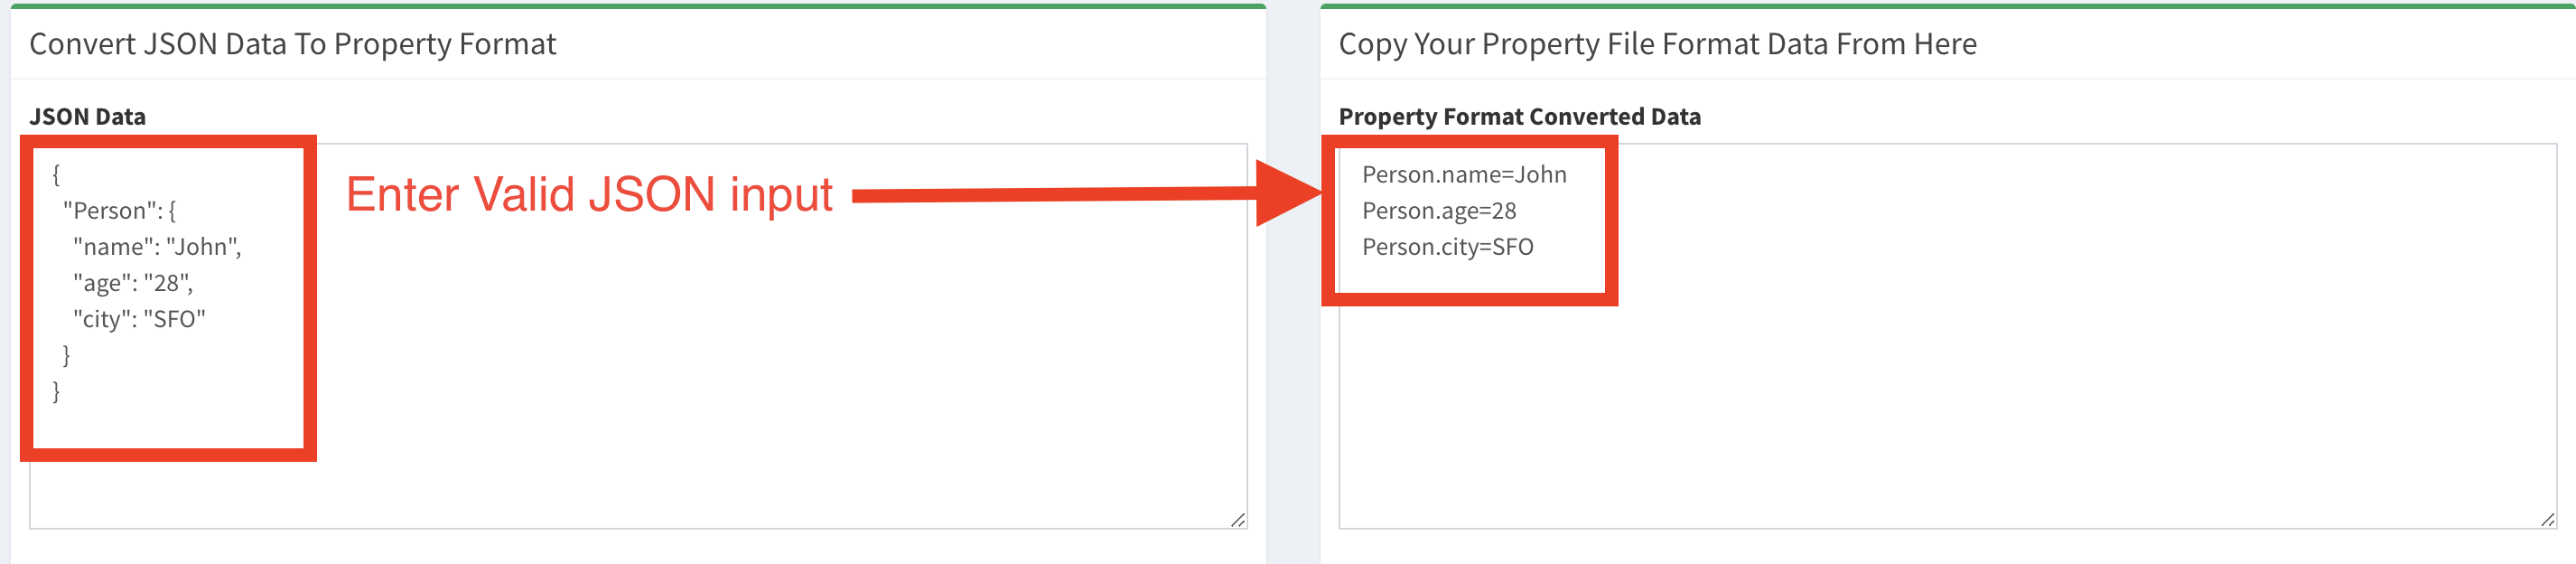 Convert JSON Data To Property Format
JSON Data
{
"Person": {
"name": "John",
"age": "28",
"city": "SFO"
}
}
Enter Valid JSON input
Copy Your Property File Format Data From Here
Property Format Converted Data
Person.name=John
Person.age=28
Person.city=SFO